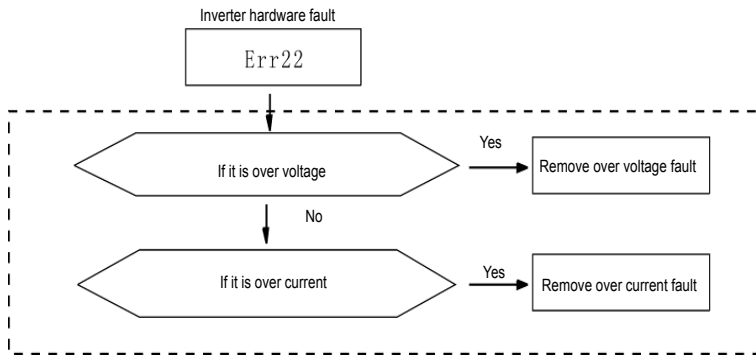 Inverter hardware fault
Err22
If it is over voltage
Yes
Remove over voltage fault
No
If it is over current
Yes
Remove over current fault